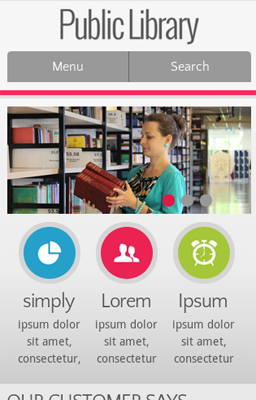 Public Library
Menu
Search
simply
Lorem
Ipsum
ipsum dolor
sit amet,
consectetur,
ipsum dolor
sit amet,
consectetur
ipsum dolor
sit amet,
consectetur
OUR CUSTOMER SAYS